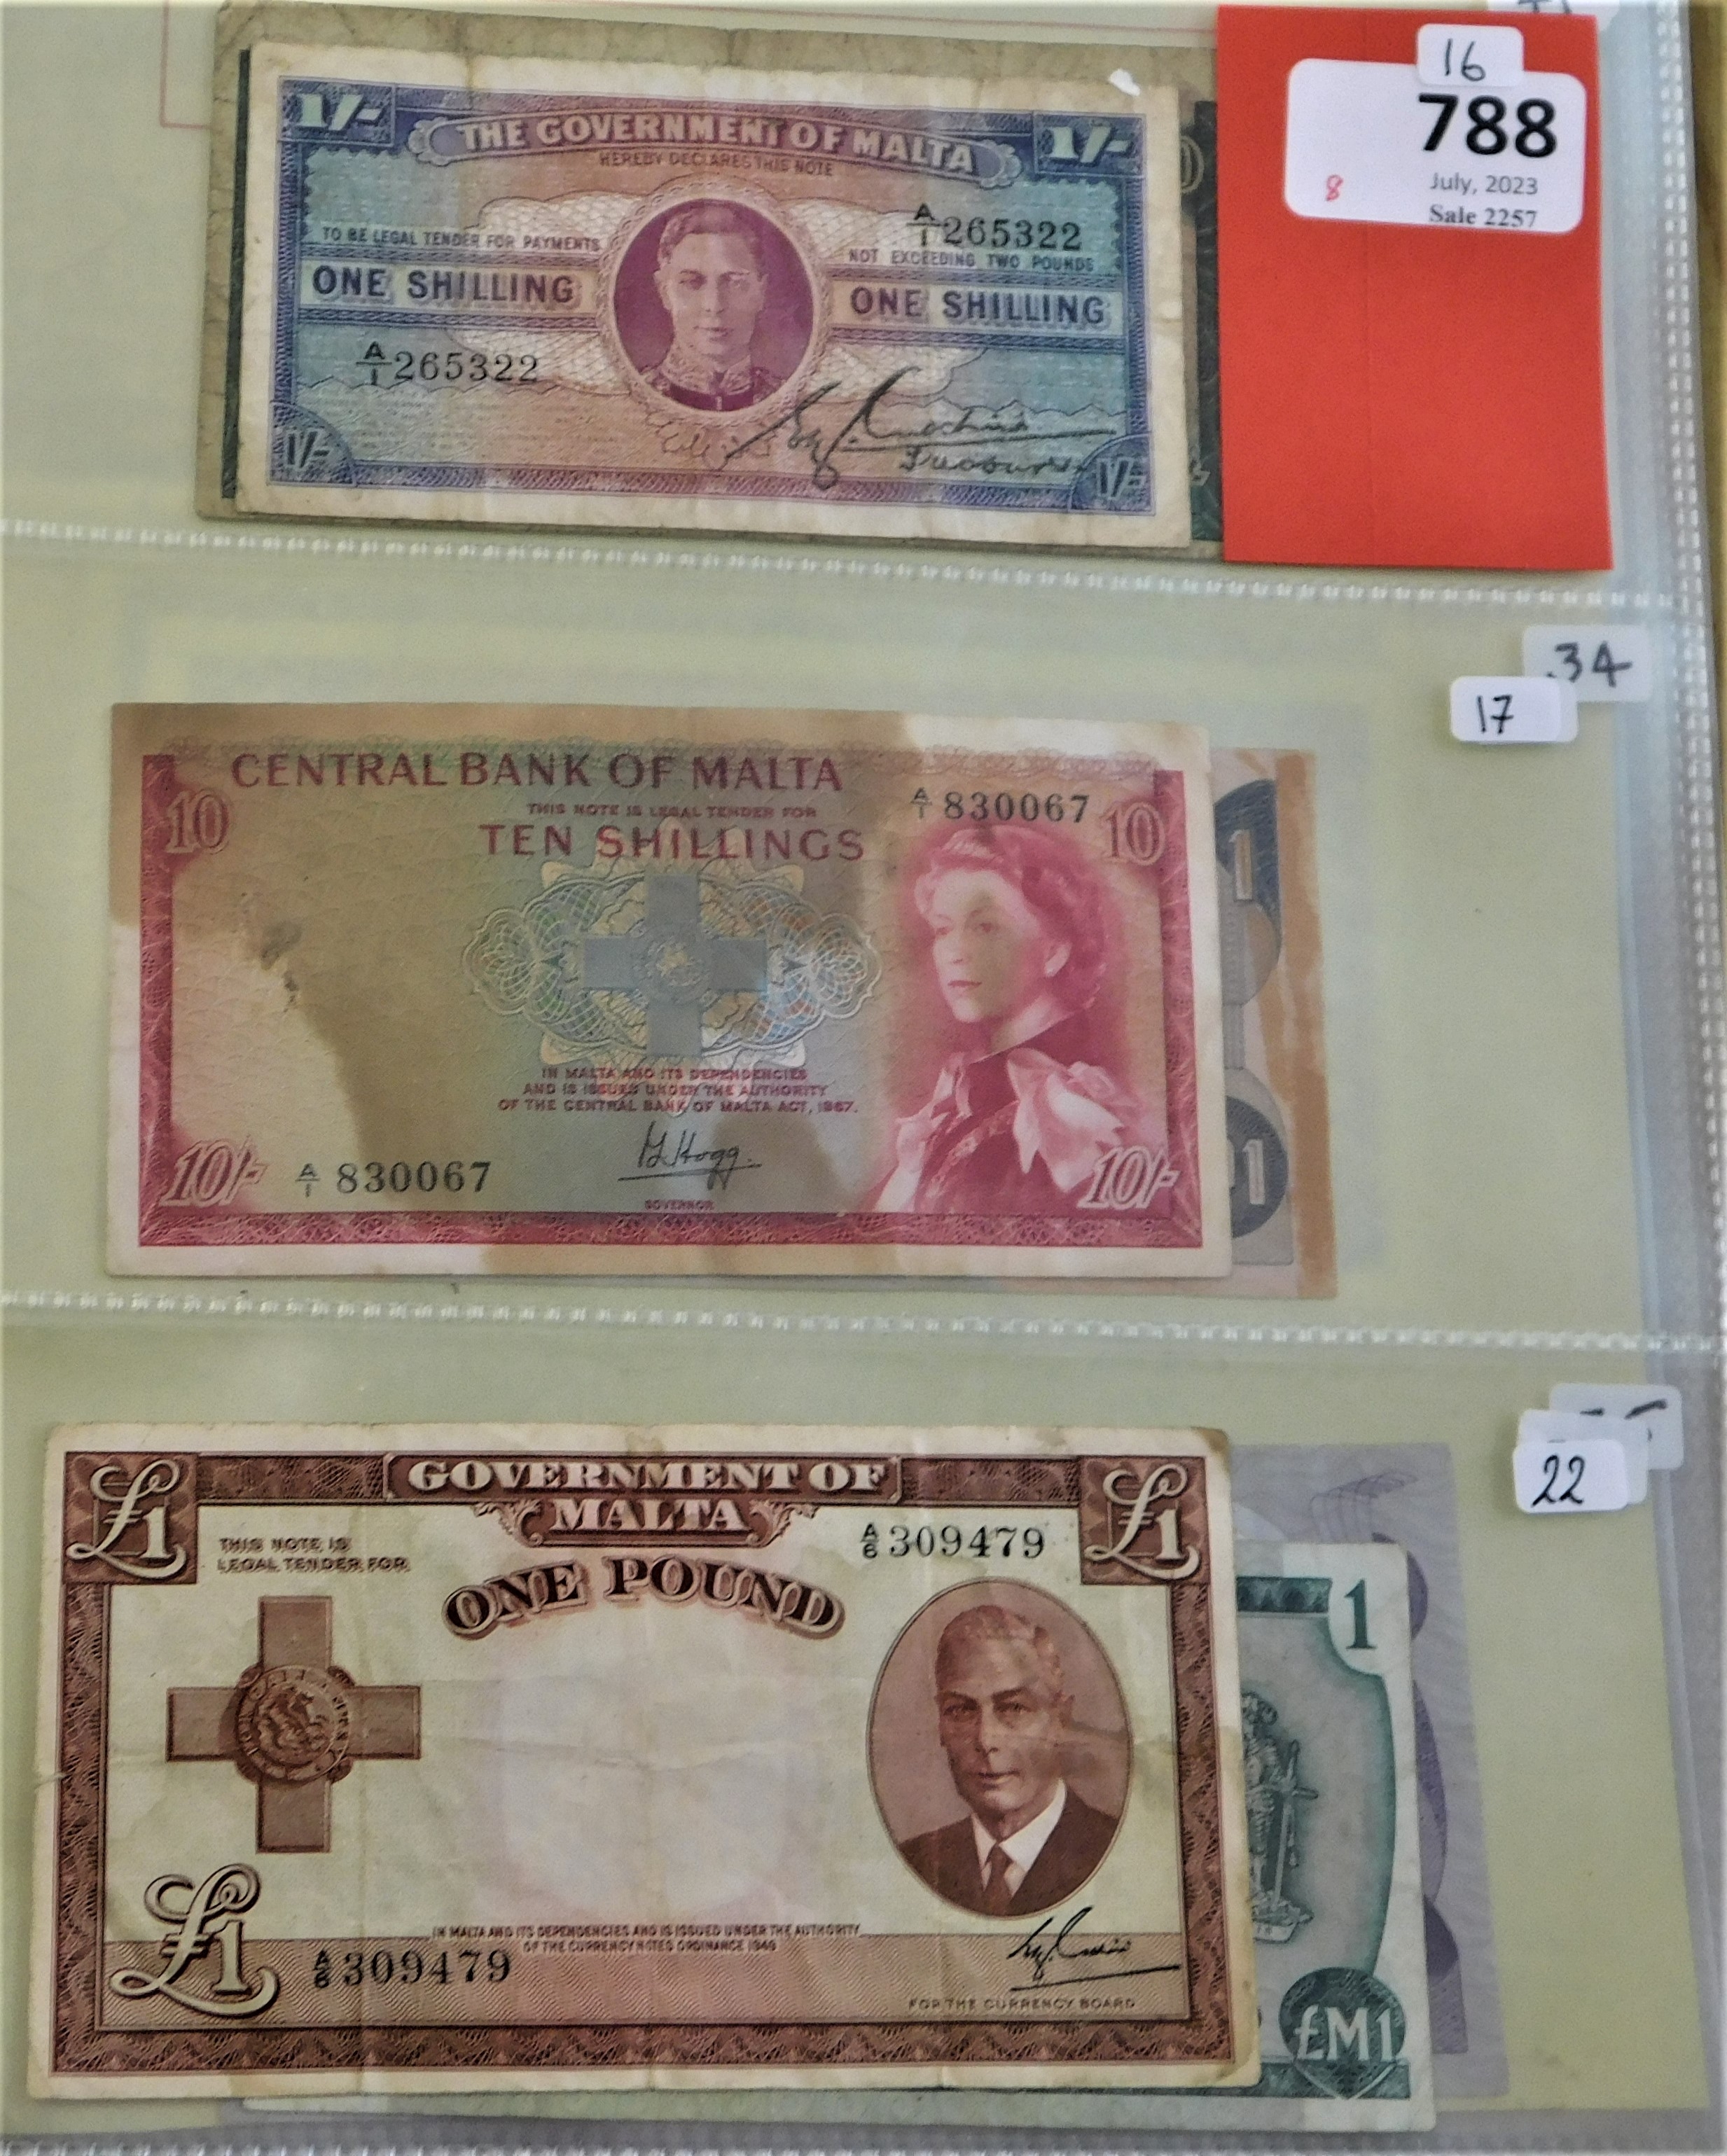 16
788
July, 2023
8
Sale 2257
1/- 1/-
THE GOVERNMENT OF MALTA
HEREBY DECLARES THIS NOTE
A/1 265322
TO BE LEGAL TENDER FOR PAYMENTS
NOT EXCEEDING TWO POUNDS
ONE SHILLING ONE SHILLING
A/1 265322
1/- 1/-
34
17
CENTRAL BANK OF MALTA
THIS NOTE IS LEGAL TENDER FOR
A/1 830067
10 10
TEN SHILLINGS
1
IN MALTA AND ITS DEPENDENCIES
AND IS ISSUED UNDER THE AUTHORITY
OF THE CENTRAL BANK OF MALTA ACT, 1967.
H Hogg
GOVERNOR
10/- A/1 830067 10/-
1
22
£1 GOVERNMENT OF £1
MALTA
THIS NOTE IS
LEGAL TENDER FOR
A/6 309479
ONE POUND
1
IN MALTA AND ITS DEPENDENCIES AND IS ISSUED UNDER THE AUTHORITY
OF THE CURRENCY NOTES ORDINANCE 1949
£1 A/6 309479
FOR THE CURRENCY BOARD
£M1